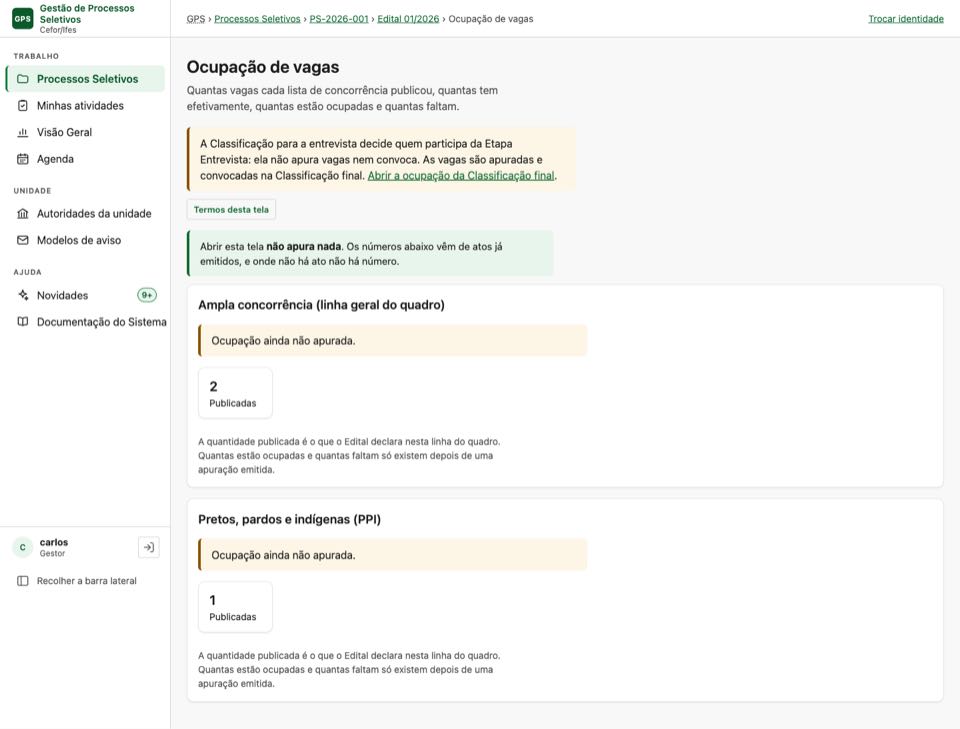 GPS
Gestão de Processos
Seletivos
Cefor/Ifes
GPS › Processos Seletivos › PS-2026-001 › Edital 01/2026 › Ocupação de vagas
Trocar identidade
TRABALHO
Processos Seletivos
Minhas atividades
Visão Geral
Agenda
UNIDADE
Autoridades da unidade
Modelos de aviso
AJUDA
Novidades
9+
Documentação do Sistema
carlos
Gestor
C
Recolher a barra lateral
Ocupação de vagas
Quantas vagas cada lista de concorrência publicou, quantas tem
efetivamente, quantas estão ocupadas e quantas faltam.
A Classificação para a entrevista decide quem participa da Etapa
Entrevista: ela não apura vagas nem convoca. As vagas são apuradas e
convocadas na Classificação final. Abrir a ocupação da Classificação final.
Termos desta tela
Abrir esta tela não apura nada. Os números abaixo vêm de atos já
emitidos, e onde não há ato não há número.
Ampla concorrência (linha geral do quadro)
Ocupação ainda não apurada.
2
Publicadas
A quantidade publicada é o que o Edital declara nesta linha do quadro.
Quantas estão ocupadas e quantas faltam só existem depois de uma
apuração emitida.
Pretos, pardos e indígenas (PPI)
Ocupação ainda não apurada.
1
Publicadas
A quantidade publicada é o que o Edital declara nesta linha do quadro.
Quantas estão ocupadas e quantas faltam só existem depois de uma
apuração emitida.